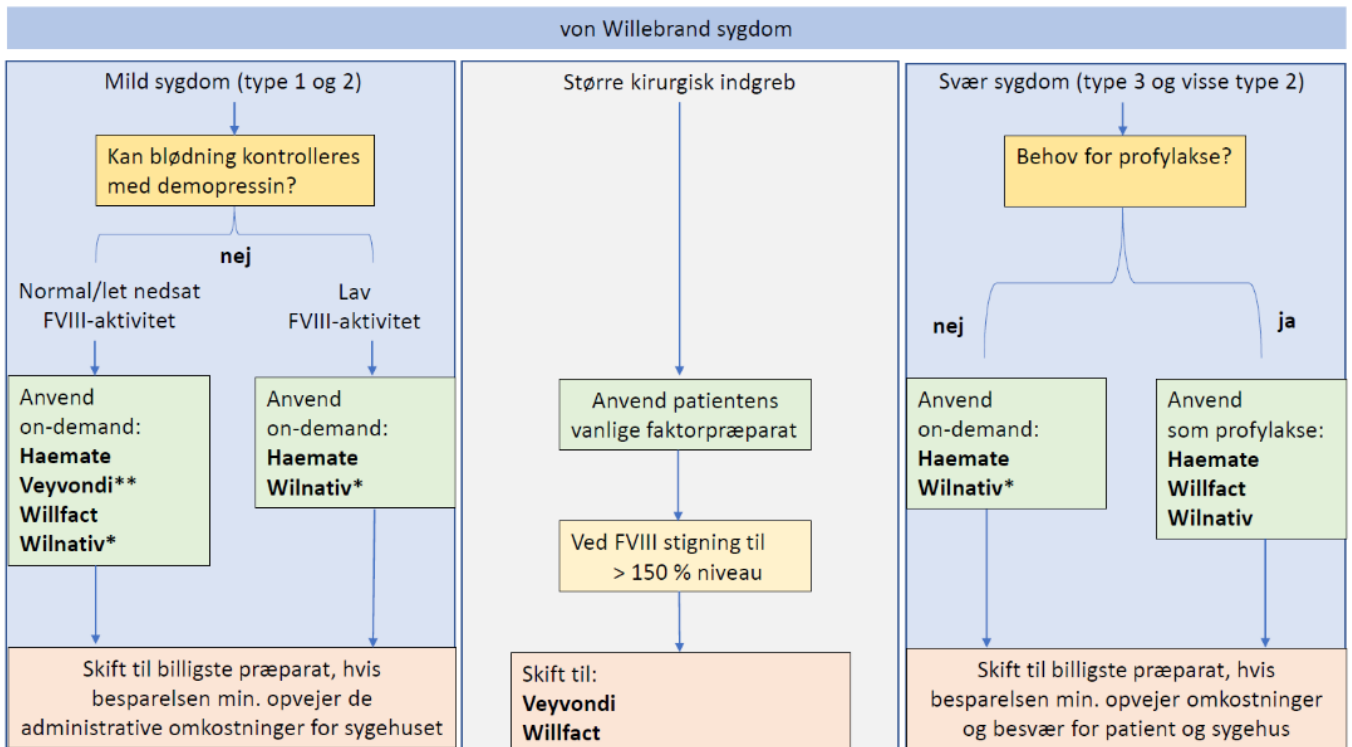 von Willebrand sygdom
Mild sygdom (type 1 og 2)
Kan blødning kontrolleres
med demopressin?
nej
Normal/let nedsat
FVIII-aktivitet
Lav
FVIII-aktivitet
Anvend
on-demand:
Haemate
Veyvondi**
Willfact
Wilnativ*
Anvend
on-demand:
Haemate
Wilnativ*
Skift til billigste præparat, hvis
besparelsen min. opvejer de
administrative omkostninger for sygehuset
Større kirurgisk indgreb
Anvend patientens
vanlige faktorpræparat
Ved FVIII stigning til
> 150 % niveau
Skift til:
Veyvondi
Willfact
Svær sygdom (type 3 og visse type 2)
Behov for profylakse?
nej
ja
Anvend
on-demand:
Haemate
Wilnativ*
Anvend
som profylakse:
Haemate
Willfact
Wilnativ
Skift til billigste præparat, hvis
besparelsen min. opvejer omkostninger
og besvær for patient og sygehus